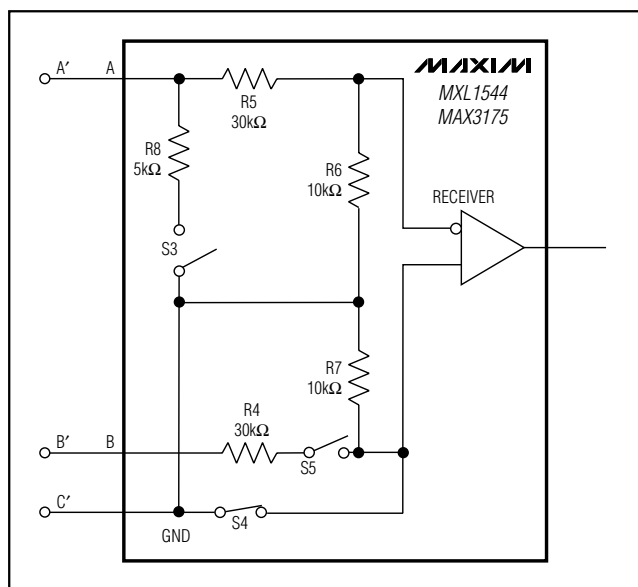 A′ A
MAXIM
MXL1544
MAX3175
R5
30kΩ
R8
5kΩ
R6
10kΩ
RECEIVER
S3
R7
10kΩ
R4
30kΩ
B′ B
S5
C′
S4
GND